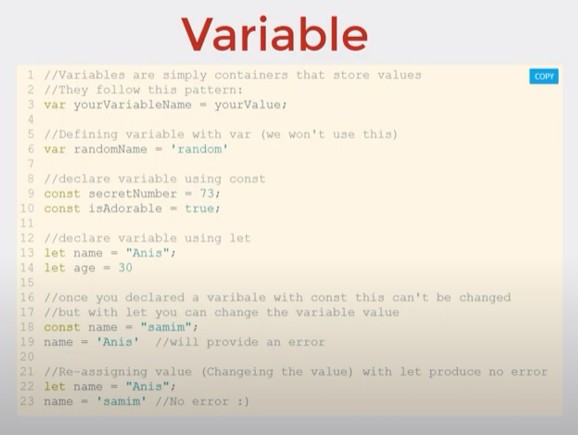 Variable
COPY
1 //Variables are simply containers that store values
2 //They follow this pattern:
3 var yourVariableName = yourValue;
4
5 //Defining variable with var (we won't use this)
6 var randomName = 'random'
7
8 //declare variable using const
9 const secretNumber = 73;
10 const isAdorable = true;
11
12 //declare variable using let
13 let name = "Anis";
14 let age = 30
15
16 //once you declared a varibale with const this can't be changed
17 //but with let you can change the variable value
18 const name = "samim";
19 name = 'Anis' //will provide an error
20
21 //Re-assigning value (Changeing the value) with let produce no error
22 let name = "Anis";
23 name = 'samim' //No error :)